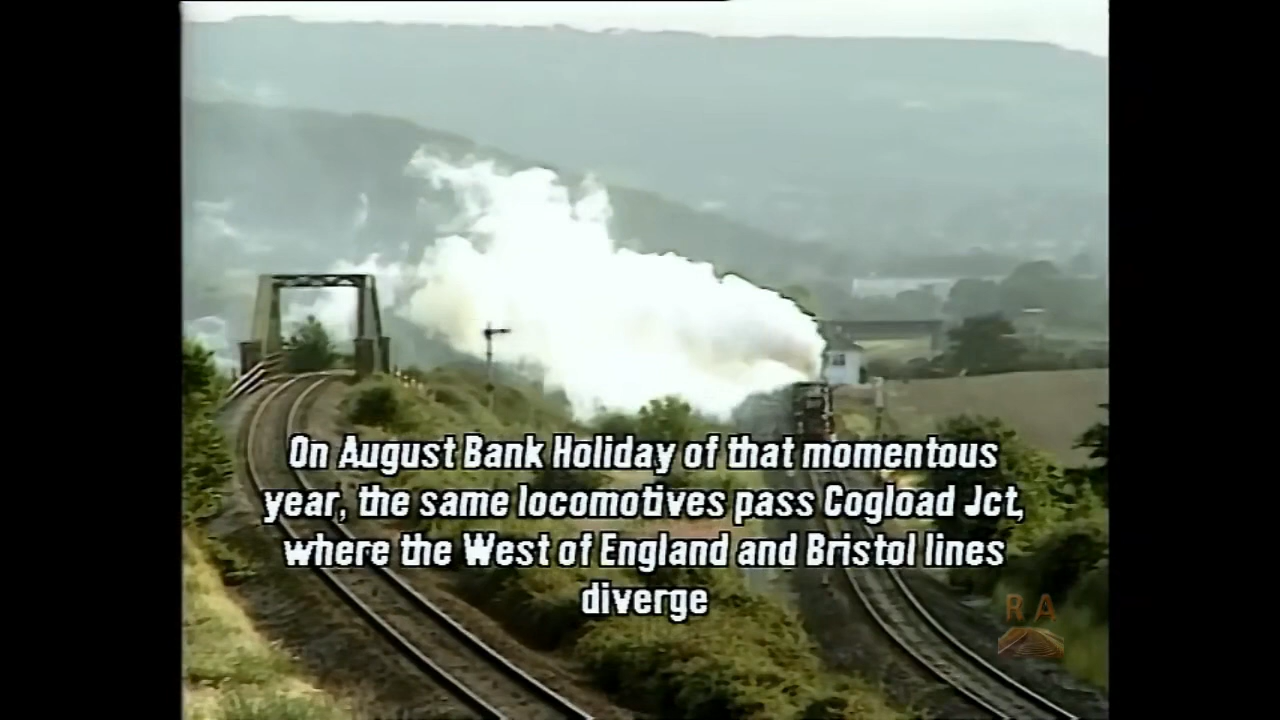 On August Bank Holiday of that momentous
year, the same locomotives pass Cogload Jct,
where the West of England and Bristol lines
diverge
RA